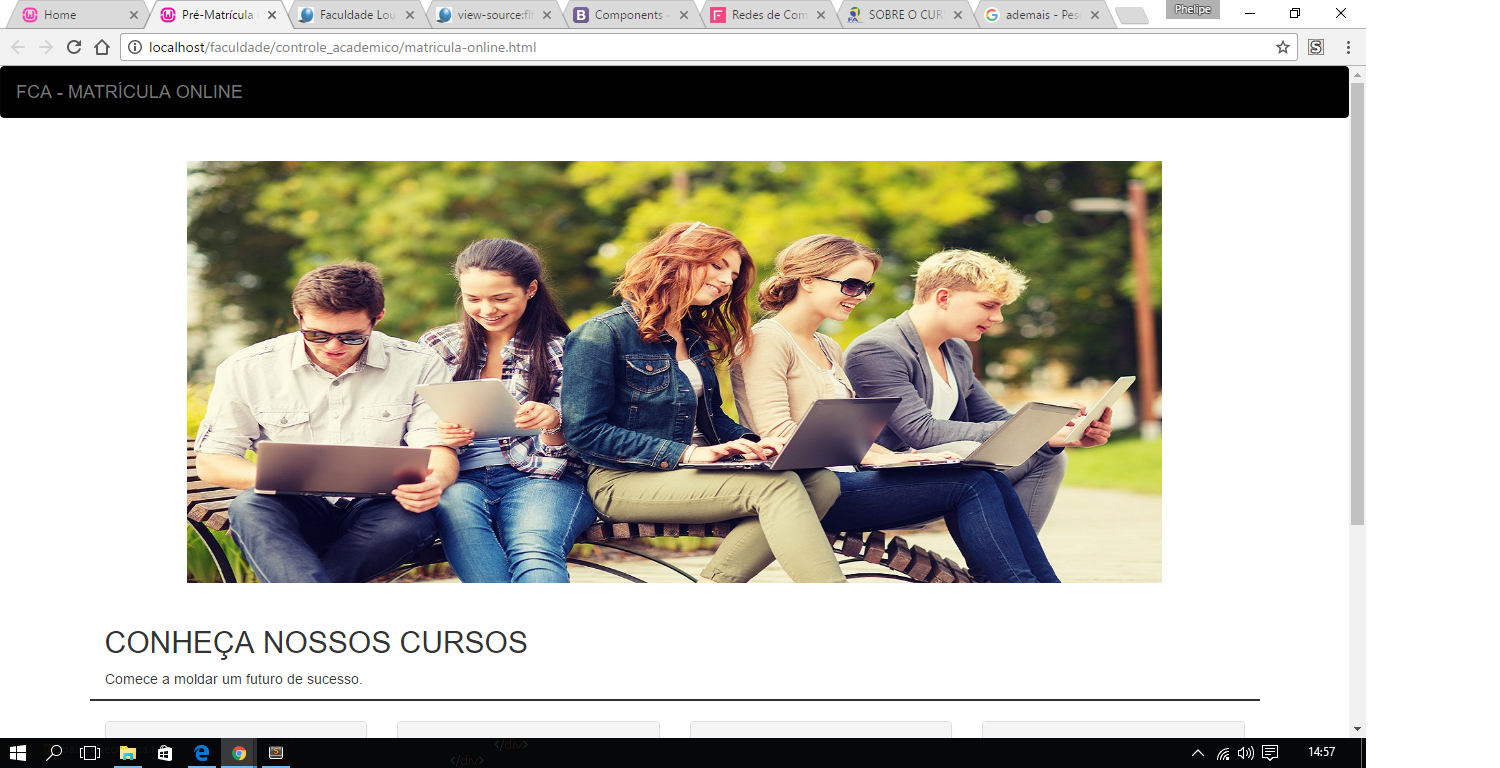 Home
Pré-Matrícula
Faculdade Lou
view-source:flf
Components
Redes de Com
SOBRE O CUR
ademais - Pes
Phelipe
localhost/faculdade/controle_academico/matricula-online.html
FCA - MATRÍCULA ONLINE
CONHEÇA NOSSOS CURSOS
Comece a moldar um futuro de sucesso.
</div>
</div>
14:57